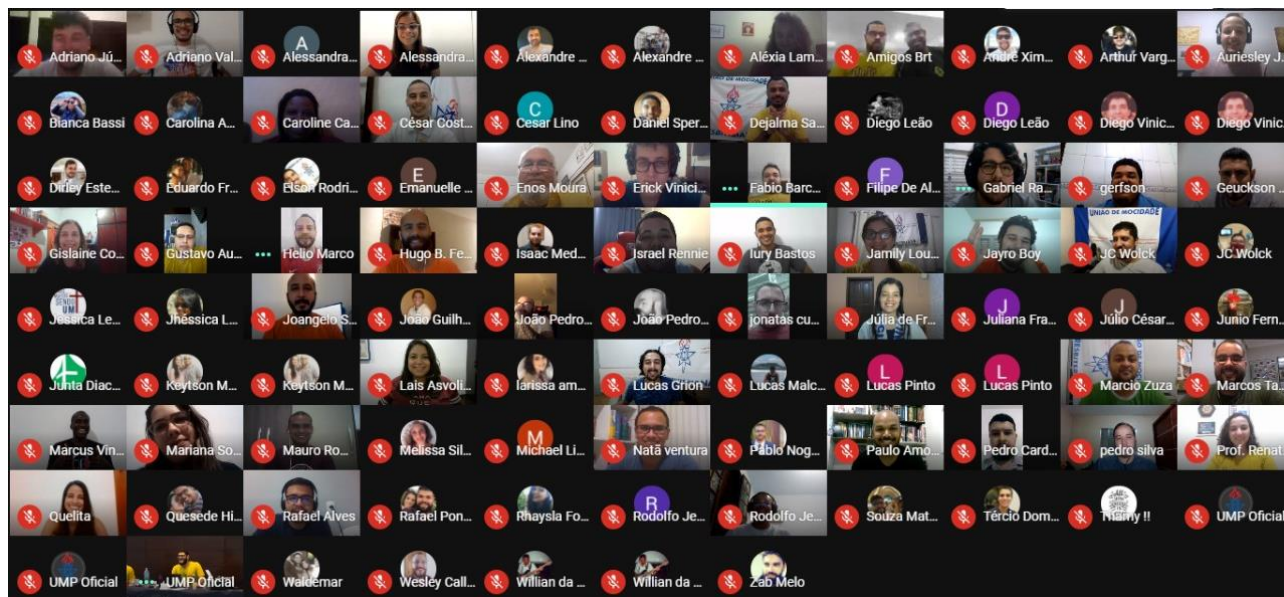 Adriano Jú...
Adriano Val...
A
Alessandra...
Alessandra...
Alexandre ...
Alexandre ...
Aléxia Lam...
Amigos Brt
André Xim...
Arthur Varg...
Auriesley J...
Bianca Bassi
Carolina A...
Caroline Ca...
César Cost...
C
Cesar Lino
Daniel Sper...
Dejalma Sa...
Diego Leão
D
Diego Leão
Diego Vinic...
Diego Vinic...
Dirley Este...
Eduardo Fr...
Elson Rodri...
E
Emanuelle ...
Enos Moura
Erick Vinici...
Fabio Barc...
F
Filipe De Al...
Gabriel Ra...
gerfson
Geuckson ...
Gislaine Co...
Gustavo Au...
Helio Marco
Hugo B. Fe...
Isaac Med...
Israel Rennie
Iury Bastos
Jamily Lou...
Jayro Boy
UNIÃO DE MOCIDADE
JC Wolck
JC Wolck
Jessica Le...
Jhéssica L...
Joangelo S...
João Guilh...
João Pedro...
João Pedro...
jonatas cu...
Júlia de Fr...
J
Juliana Fra...
J
Júlio César...
Junio Fern...
Junta Diac...
Keytson M...
Keytson M...
Lais Asvoli...
larissa am...
Lucas Grion
Lucas Malc...
L
Lucas Pinto
L
Lucas Pinto
Marcio Zuza
Marcos Ta...
Marcus Vin...
Mariana So...
Mauro Ro...
Melissa Sil...
M
Michael Li...
Natã ventura
Pablo Nog...
Paulo Amo...
Pedro Card...
pedro silva
Prof. Renat
Quelita
Quesede Hi...
Rafael Alves
Rafael Pon...
Rhaysla Fo...
R
Rodolfo Je...
Rodolfo Je...
Souza Mat...
Tércio Dom...
Thamy !!
UMP Oficial
UMP Oficial
UMP Oficial
Waldemar
Wesley Call...
Willian da ...
Willian da ...
Zab Melo